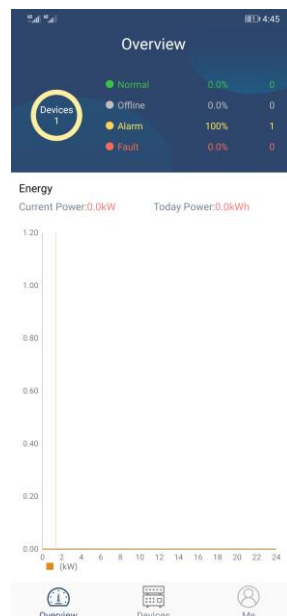 4:45
Overview
Normal 0.0% 0
Offline 0.0% 0
Devices
1
Alarm 100% 1
Fault 0.0% 0
Energy
Current Power:0.0kW Today Power:0.0kWh
1.20
1.00
0.80
0.60
0.40
0.20
0.00
0 2 4 6 8 10 12 14 16 18 20 22 24
(kW)
Overview Devices Me